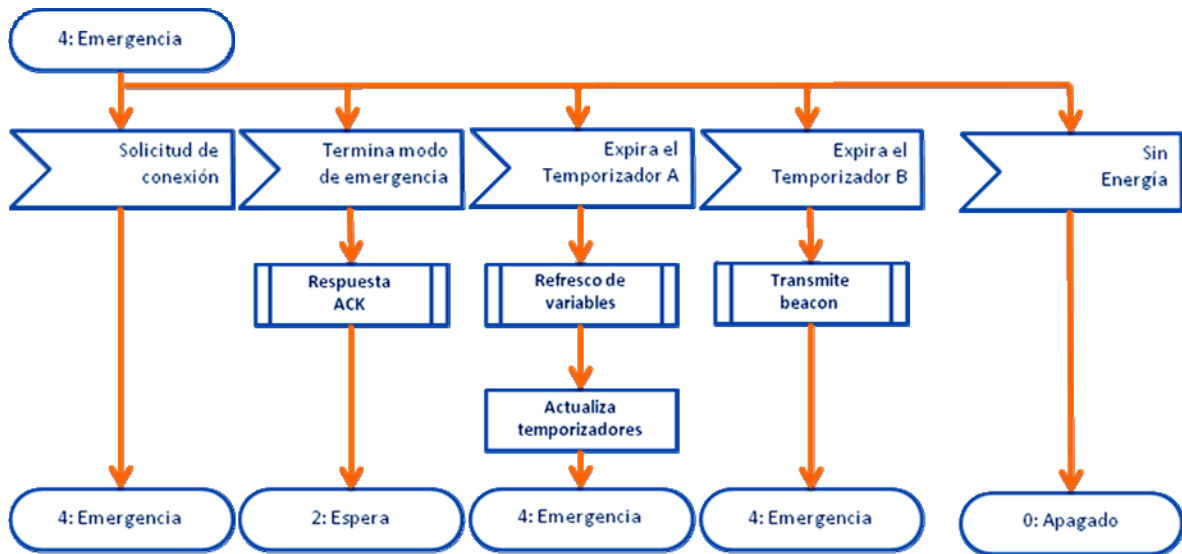 4: Emergencia
Solicitud de
conexión
Termina modo
de emergencia
Expira el
Temporizador A
Expira el
Temporizador B
Sin
Energía
Respuesta
ACK
Refresco de
variables
Transmite
beacon
Actualiza
temporizadores
4: Emergencia
2: Espera
4: Emergencia
4: Emergencia
0: Apagado